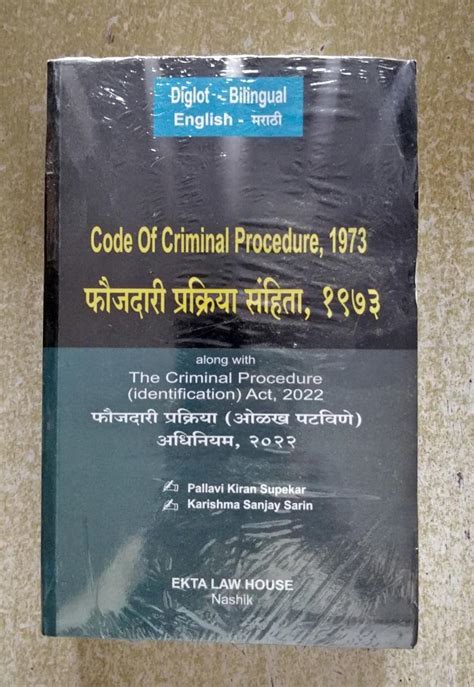 Diglot - Bilingual
English - मराठी
Code Of Criminal Procedure, 1973
फौजदारी प्रक्रिया संहिता, १९७३
along with
The Criminal Procedure
(identification) Act, 2022
फौजदारी प्रक्रिया (ओळख पटविणे)
अधिनियम, २०२२
Pallavi Kiran Supekar
Karishma Sanjay Sarin
EKTA LAW HOUSE
Nashik